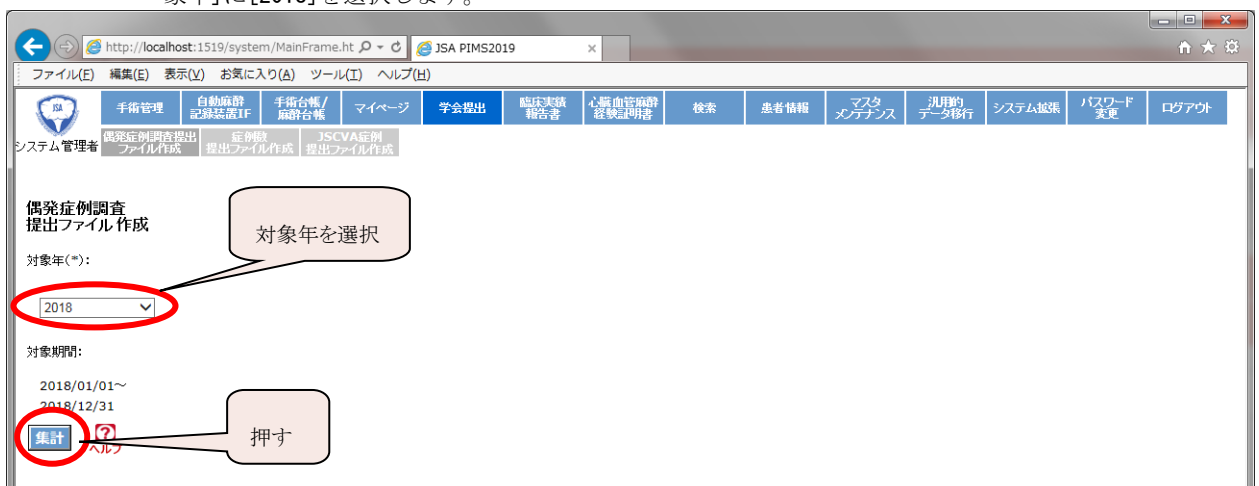 象年]に[2018]を選択します。
http://localhost:1519/system/MainFrame.ht
JSA PIMS2019
ファイル(F) 編集(E) 表示(V) お気に入り(A) ツール(T) ヘルプ(H)
JSA
システム管理者
手術管理
自動麻酔
記録装置IF
手術台帳/
麻酔台帳
マイページ
学会提出
臨床実績
報告書
心臓血管麻酔
経験証明書
検索
患者情報
マスタ
メンテナンス
汎用的
データ移行
システム拡張
パスワード
変更
ログアウト
偶発症例調査提出
ファイル作成
症例数
提出ファイル作成
JSCVA症例
提出ファイル作成
偶発症例調査
提出ファイル作成
対象年を選択
対象年(*):
2018
対象期間:
2018/01/01～
2018/12/31
集計
?
ヘルプ
押す